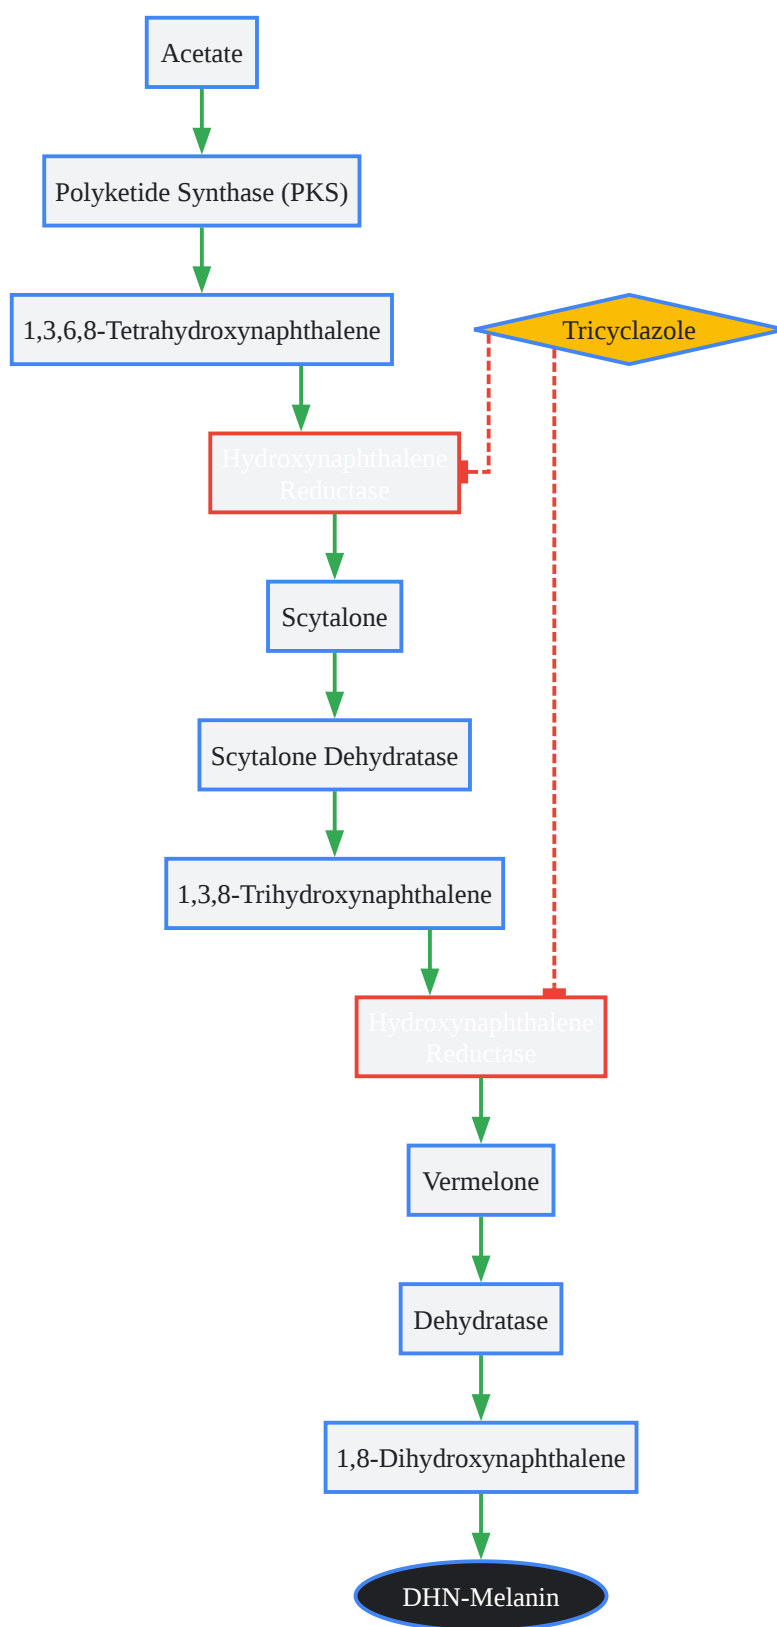 Acetate
Polyketide Synthase (PKS)
1,3,6,8-Tetrahydroxynaphthalene
Tricyclazole
Hydroxynaphthalene
Reductase
Scytalone
Scytalone Dehydratase
1,3,8-Trihydroxynaphthalene
Hydroxynaphthalene
Reductase
Vermelone
Dehydratase
1,8-Dihydroxynaphthalene
DHN-Melanin